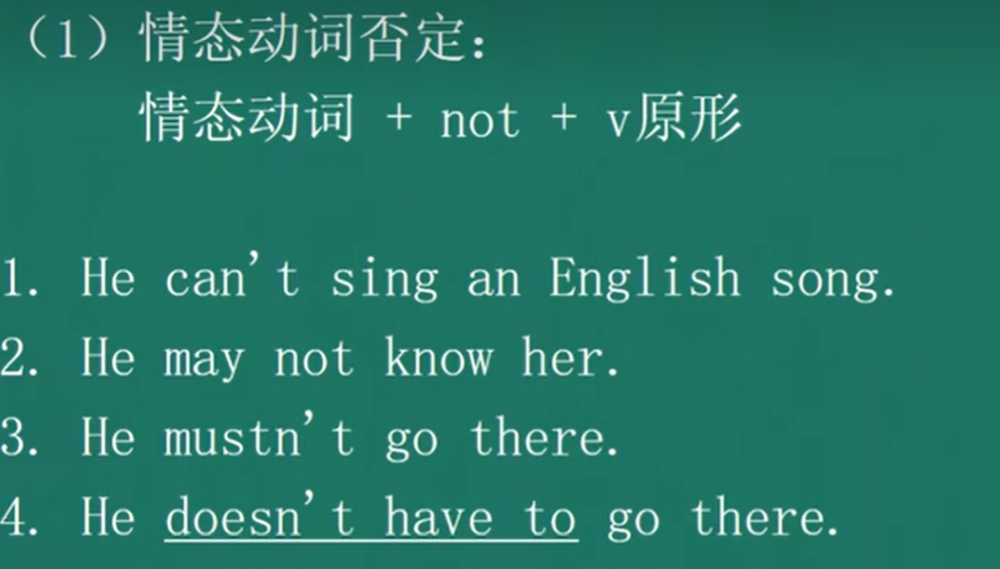 （1）情态动词否定：
情态动词 + not + v原形
1. He can't sing an English song.
2. He may not know her.
3. He mustn't go there.
4. He doesn't have to go there.